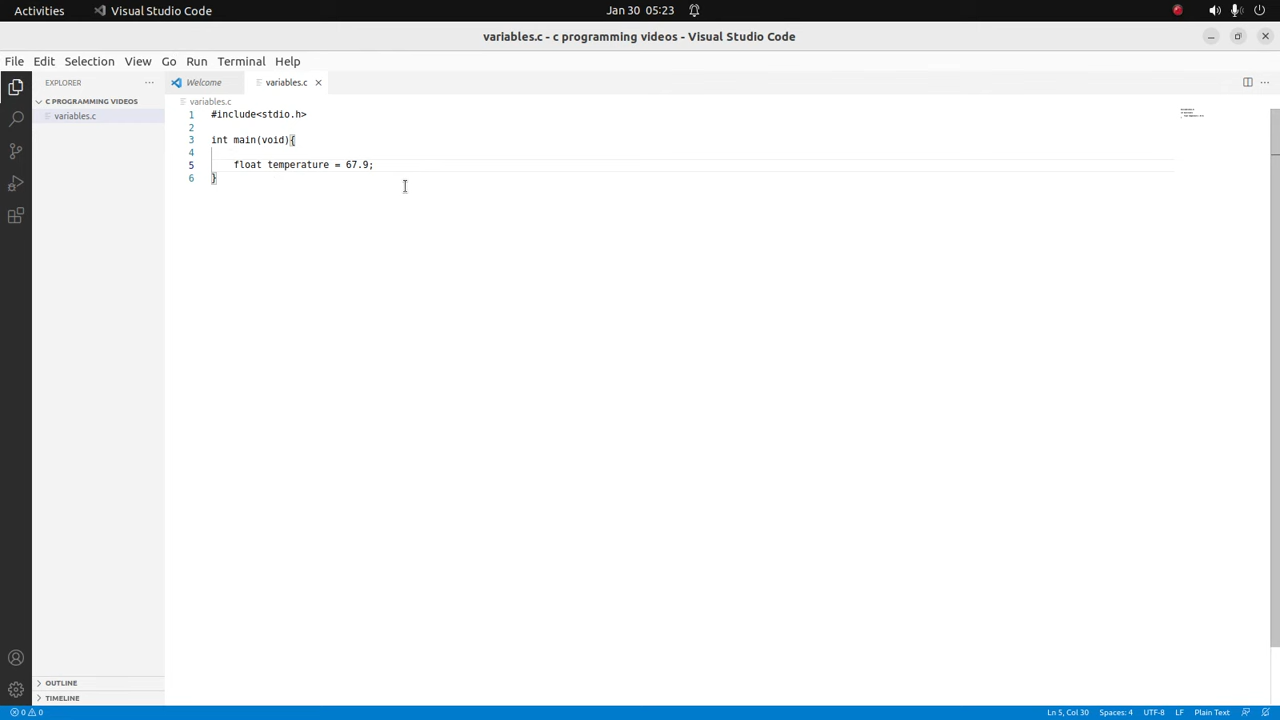 Activities Visual Studio Code Jan 30 05:23
variables.c - c programming videos - Visual Studio Code
File Edit Selection View Go Run Terminal Help
EXPLORER ··· Welcome variables.c
C PROGRAMMING VIDEOS variables.c
variables.c
1 #include<stdio.h>
2
3 int main(void){
4
5 float temperature = 67.9;
6 }
OUTLINE
TIMELINE
0 0 Ln 5, Col 30 Spaces: 4 UTF-8 LF Plain Text